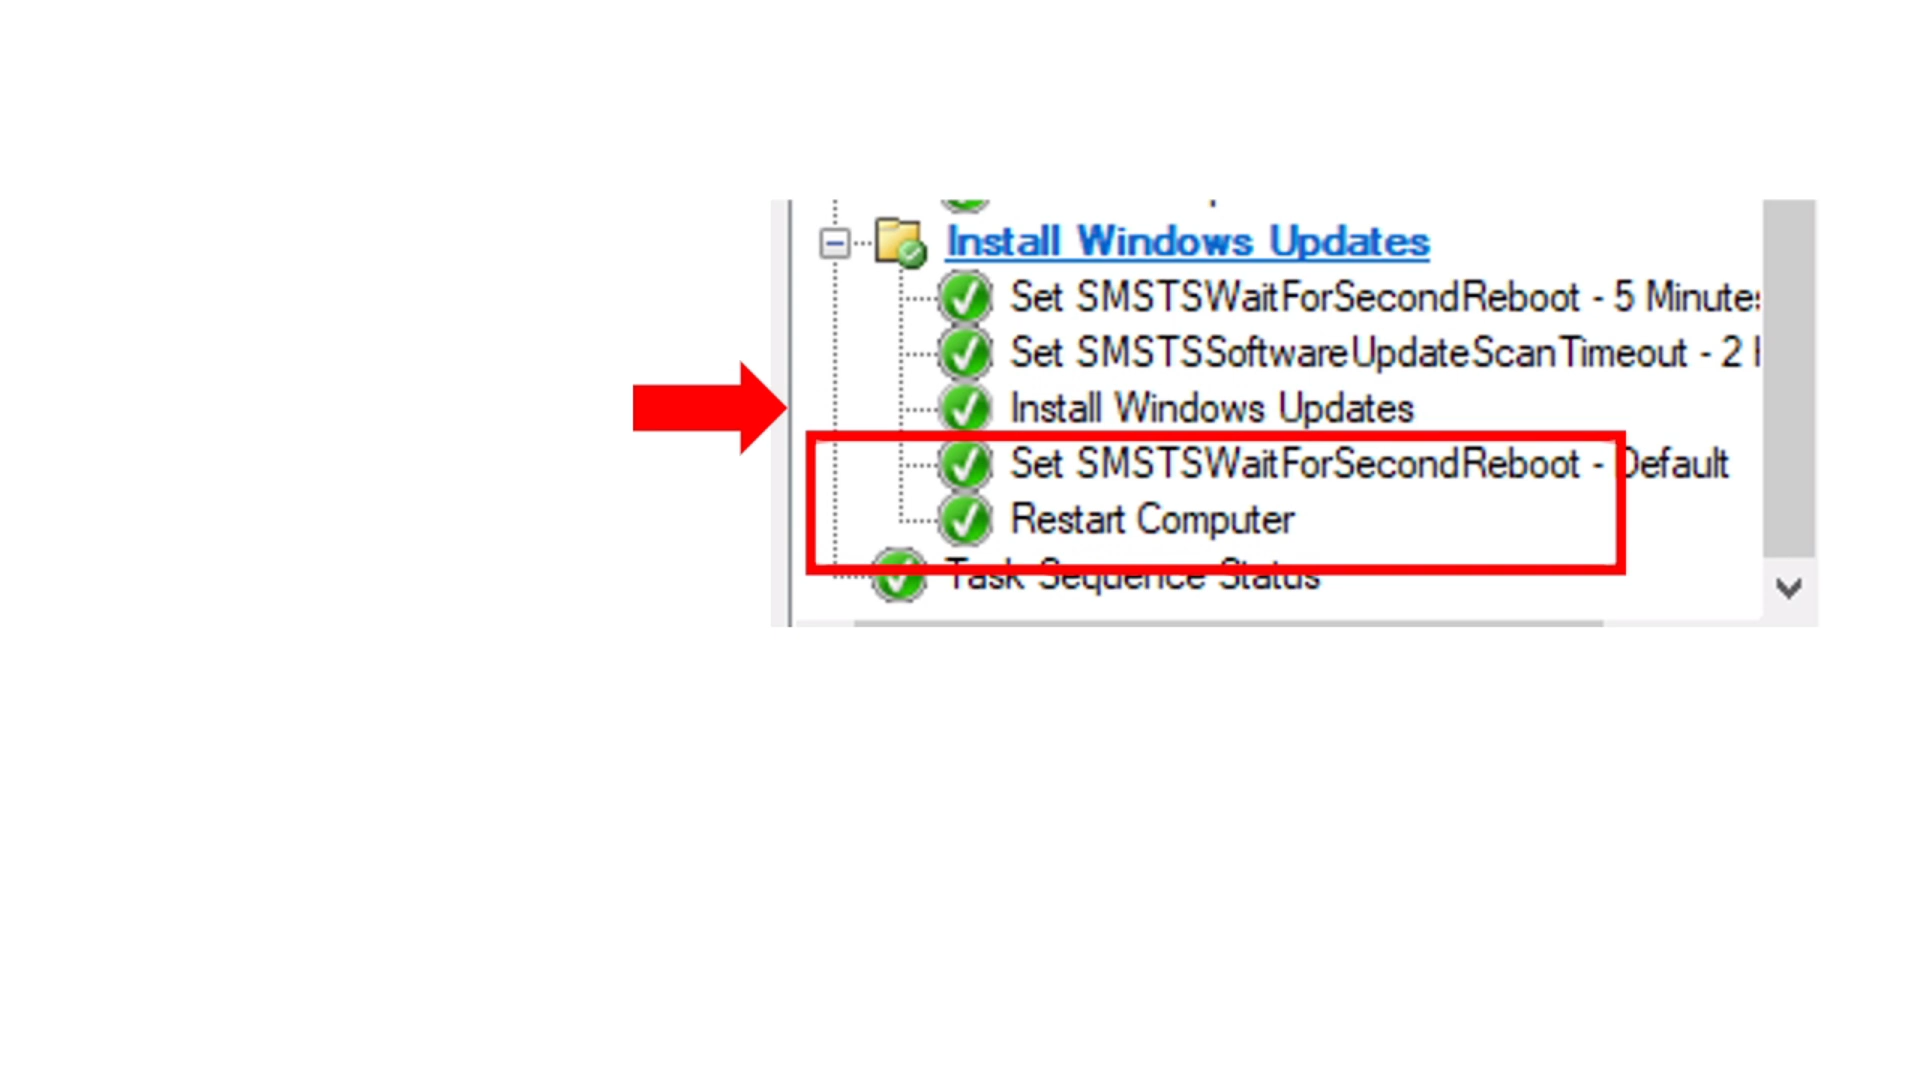 Install Windows Updates
Set SMSTSWaitForSecondReboot - 5 Minutes
Set SMSTSSoftwareUpdateScanTimeout - 2
Install Windows Updates
Set SMSTSWaitForSecondReboot - Default
Restart Computer
Task Sequence Status